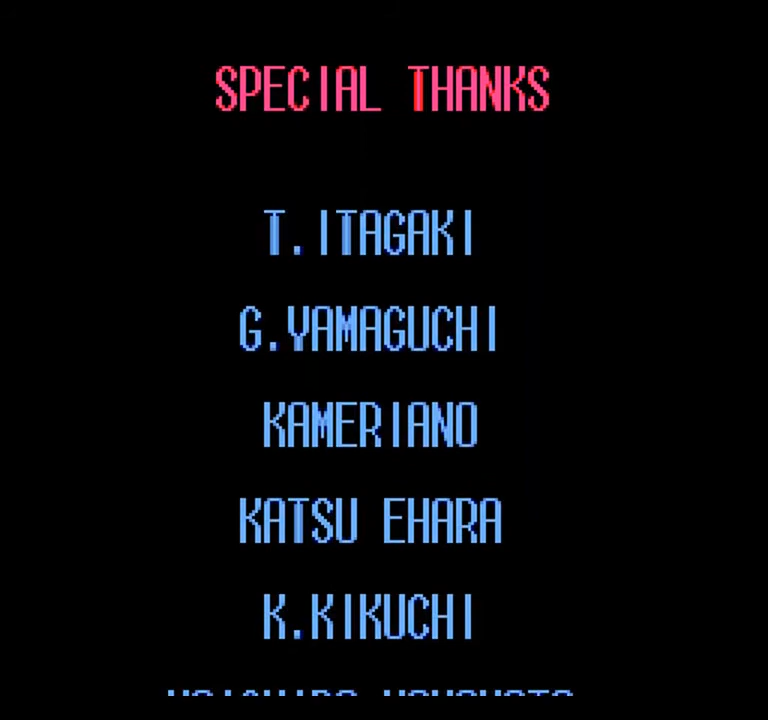 SPECIAL THANKS
T.ITAGAKI
G.YAMAGUCHI
KAMERIANO
KATSU EHARA
K.KIKUCHI